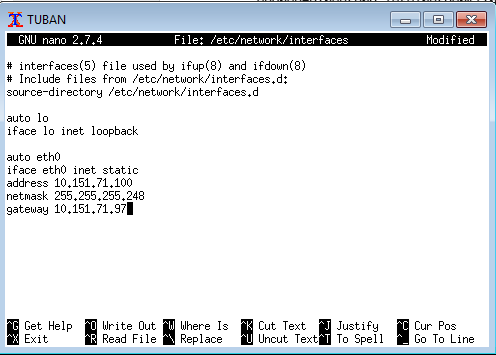 TUBAN
GNU nano 2.7.4 File: /etc/network/interfaces Modified
# interfaces(5) file used by ifup(8) and ifdown(8)
# Include files from /etc/network/interfaces.d:
source-directory /etc/network/interfaces.d
auto lo
iface lo inet loopback
auto eth0
iface eth0 inet static
address 10.151.71.100
netmask 255.255.255.248
gateway 10.151.71.97
^G Get Help ^O Write Out ^W Where Is ^K Cut Text ^J Justify ^C Cur Pos
^X Exit ^R Read File ^\ Replace ^U Uncut Text ^T To Spell ^_ Go To Line